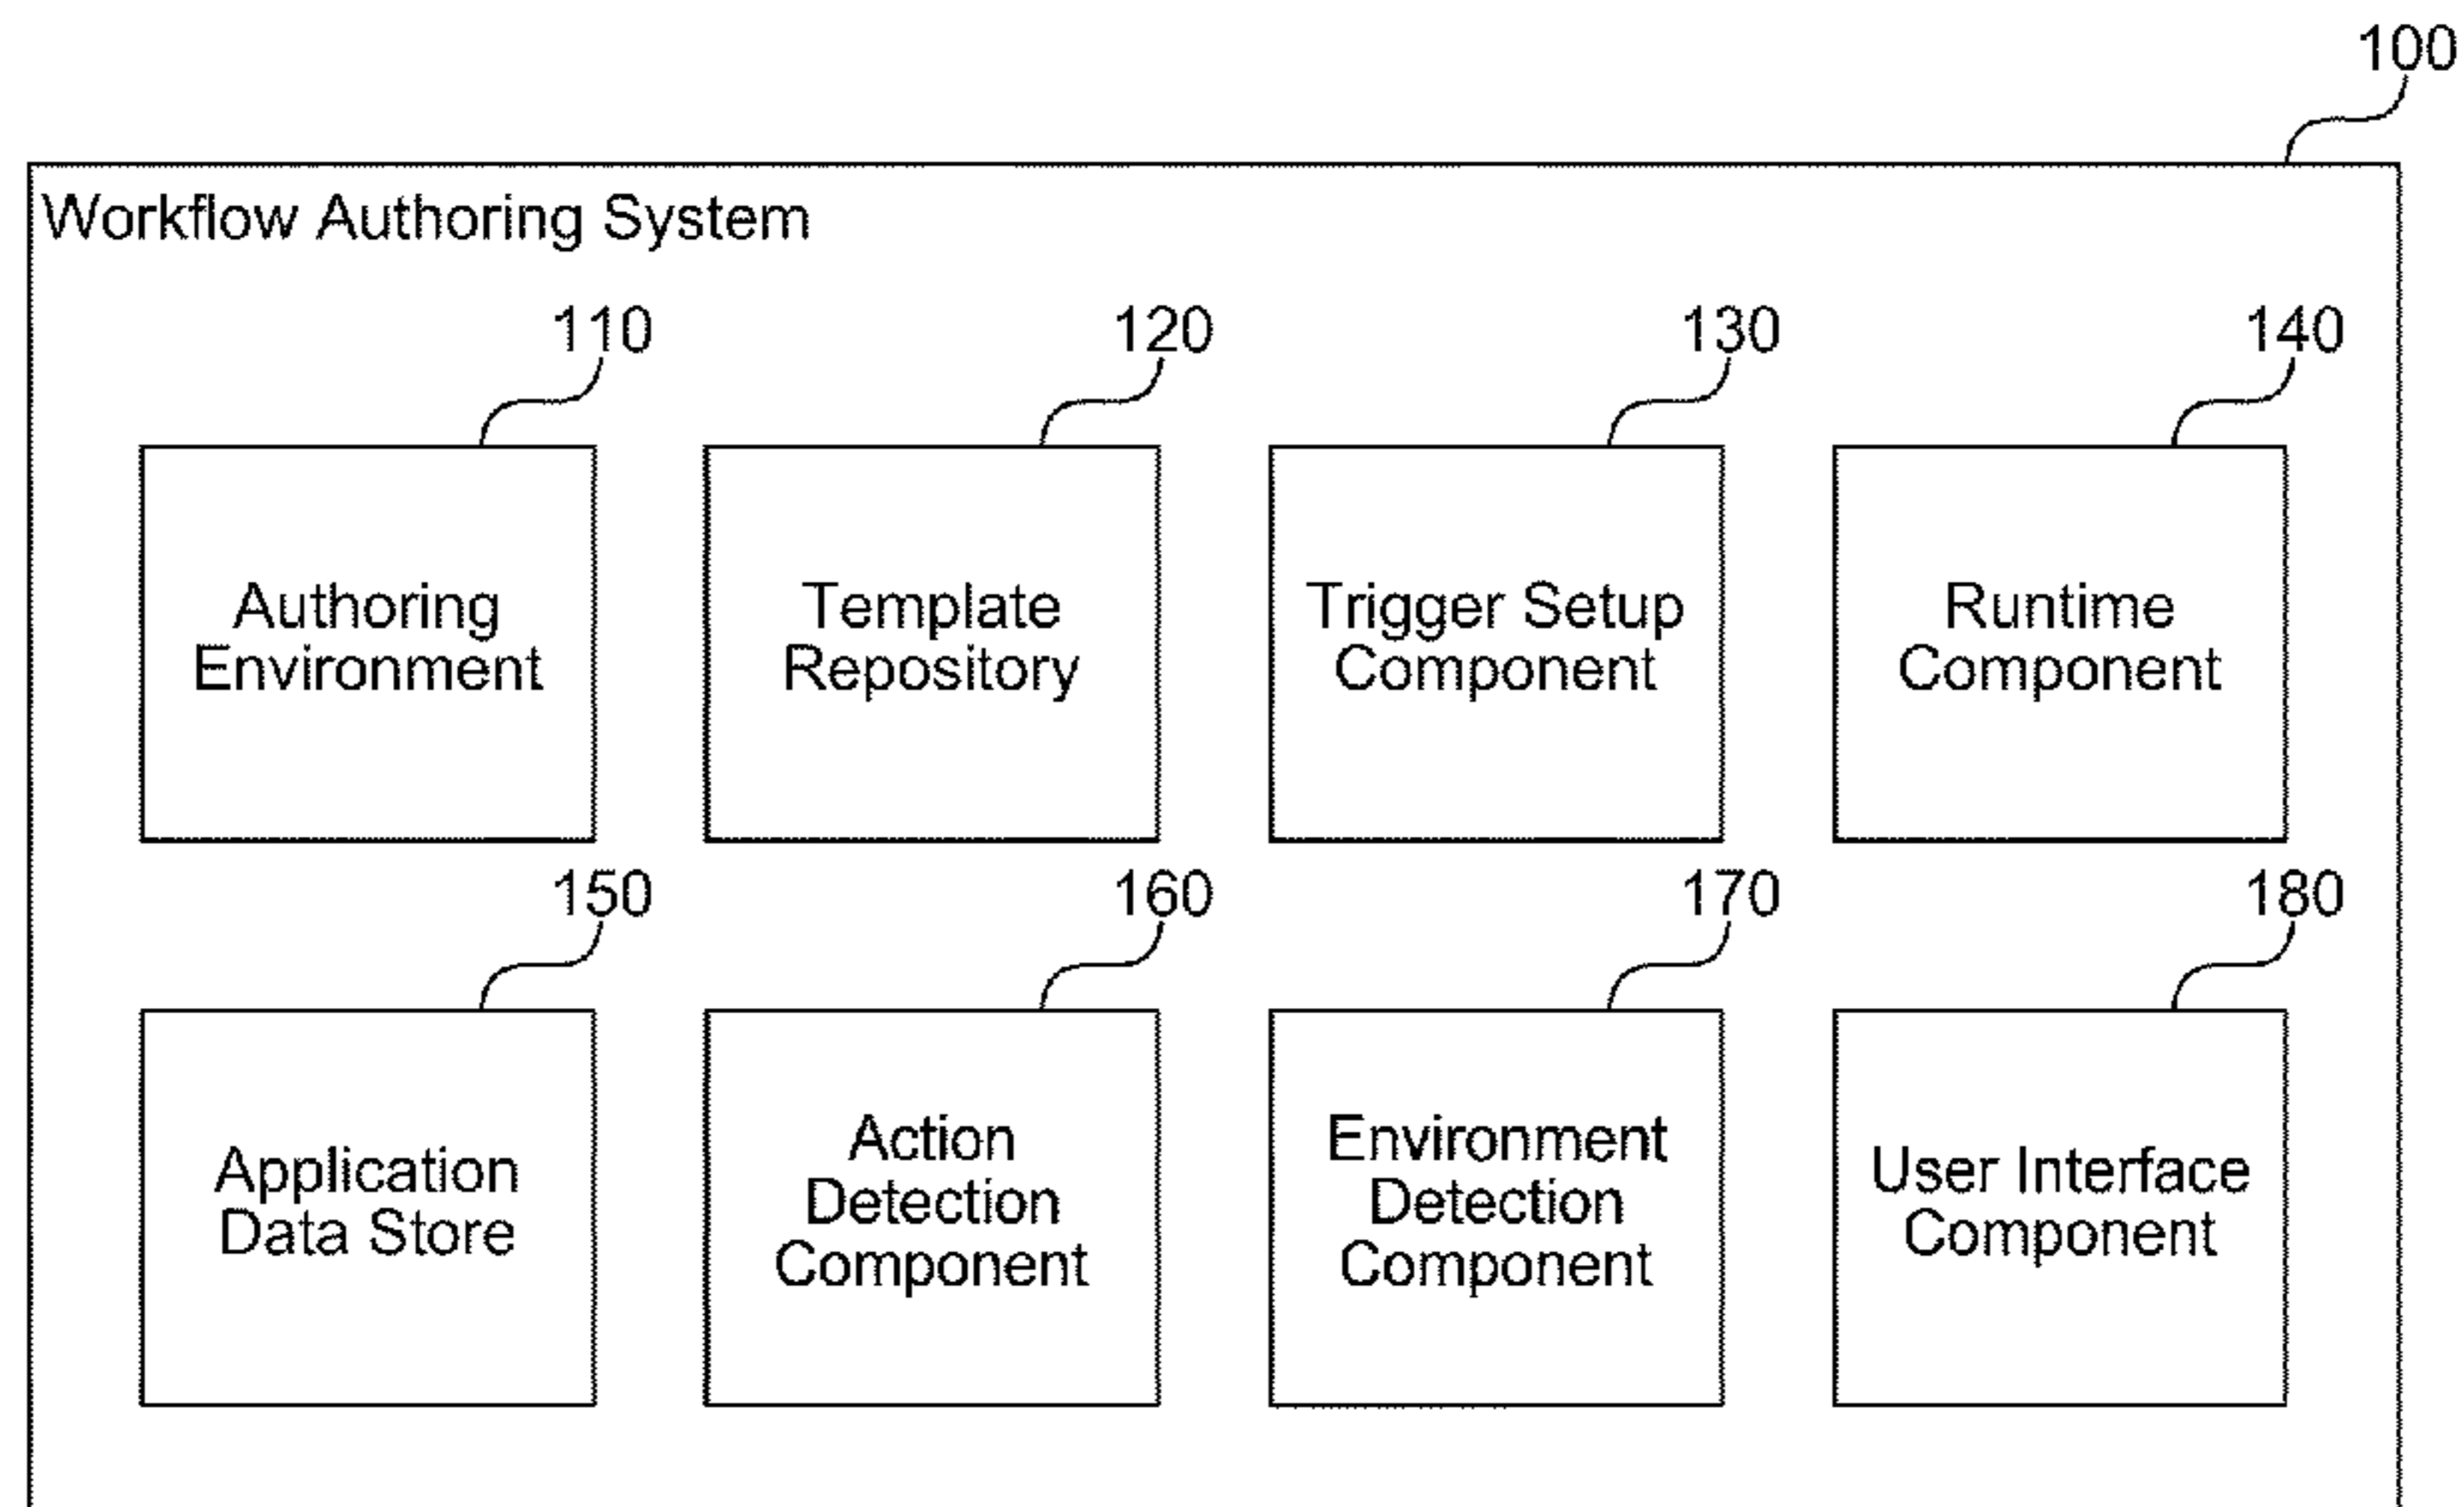 100
Workflow Authoring System
110
120
130
140
Authoring
Environment
Template
Repository
Trigger Setup
Component
Runtime
Component
150
160
170
180
Application
Data Store
Action
Detection
Component
Environment
Detection
Component
User Interface
Component